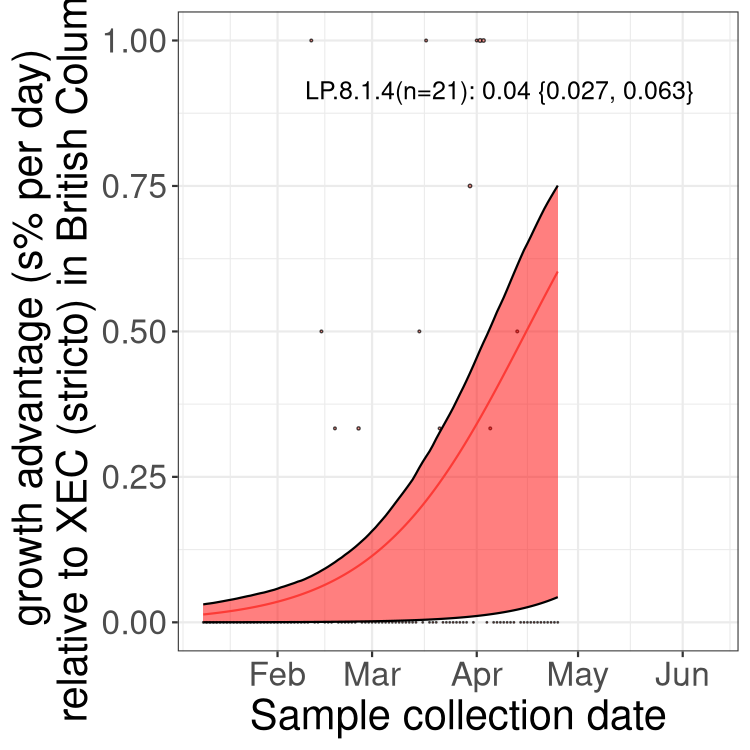 growth advantage (s% per day)
relative to XEC (stricto) in British Colum
1.00
0.75
0.50
0.25
0.00
LP.8.1.4(n=21): 0.04 {0.027, 0.063}
Feb Mar Apr May Jun
Sample collection date